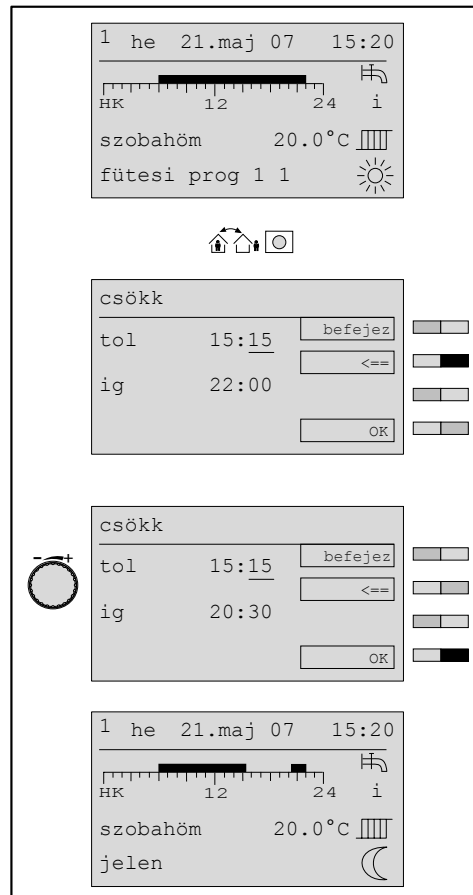 1 he 21.maj 07 15:20
HK 12 24 i
szobahöm 20.0°C
fütesi prog 1 1
csökk
tol 15:15 befejez
<==
ig 22:00
OK
- +
csökk
tol 15:15 befejez
<==
ig 20:30
OK
1 he 21.maj 07 15:20
HK 12 24 i
szobahöm 20.0°C
jelen